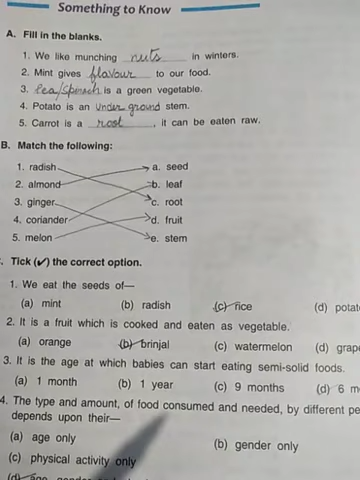 Something to Know
A. Fill in the blanks.
1. We like munching nuts in winters.
2. Mint gives flavour to our food.
3. Pea/Spinach is a green vegetable.
4. Potato is an underground stem.
5. Carrot is a root, it can be eaten raw.
B. Match the following:
1. radish a. seed
2. almond b. leaf
3. ginger c. root
4. coriander d. fruit
5. melon e. stem
. Tick (✓) the correct option.
1. We eat the seeds of—
(a) mint (b) radish (c) rice (d) potat
2. It is a fruit which is cooked and eaten as vegetable.
(a) orange (b) brinjal (c) watermelon (d) grap
3. It is the age at which babies can start eating semi-solid foods.
(a) 1 month (b) 1 year (c) 9 months (d) 6 m
4. The type and amount, of food consumed and needed, by different pe
depends upon their—
(a) age only (b) gender only
(c) physical activity only
(d) age,